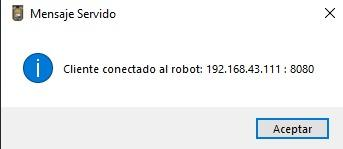 Mensaje Servido
Cliente conectado al robot: 192.168.43.111 : 8080
Aceptar